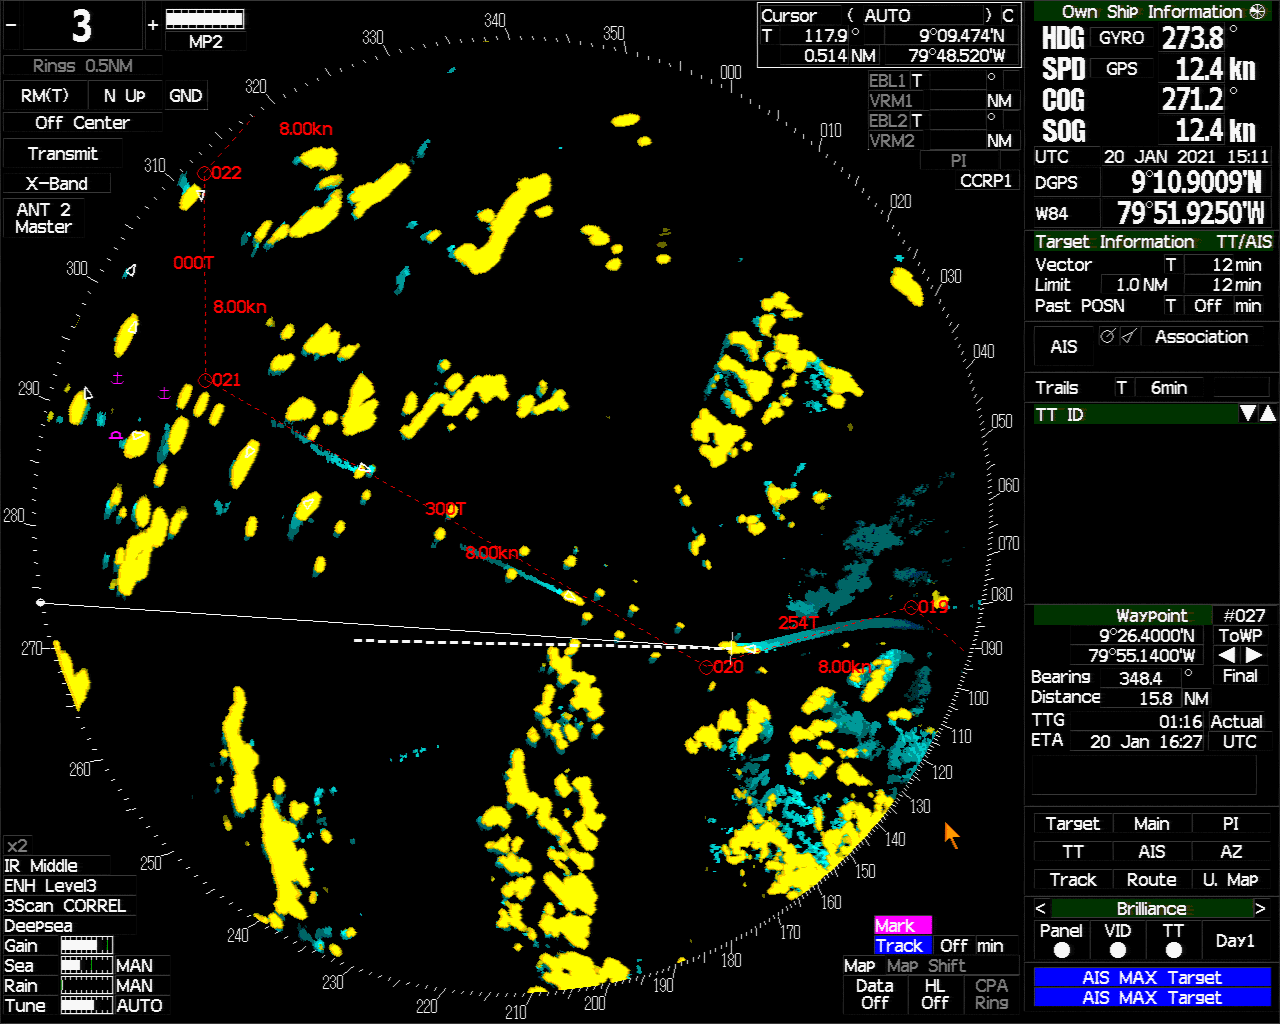 - 3 +
MP2
Rings 0.5NM
RM(T) N Up GND
Off Center
Transmit
X-Band
ANT 2
Master
Cursor ( AUTO ) C
T 117.9° 9°09.474'N
0.514 NM 79°48.520'W
EBL1 T °
VRM1 NM
EBL2 T °
VRM2 NM
PI
CCRP1
Own Ship Information
HDG GYRO 273.8°
SPD GPS 12.4 kn
COG 271.2°
SOG 12.4 kn
UTC 20 JAN 2021 15:11
DGPS 9°10.9009'N
W84 79°51.9250'W
Target Information TT/AIS
Vector T 12 min
Limit 1.0 NM 12 min
Past POSN T Off min
AIS Association
Trails T 6min
TT ID
Waypoint #027
9°26.4000'N ToWP
79°55.1400'W
Bearing 348.4° Final
Distance 15.8 NM
TTG 01:16 Actual
ETA 20 Jan 16:27 UTC
Target Main PI
TT AIS AZ
Track Route U. Map
< Brilliance >
Panel VID TT Day1
AIS MAX Target
AIS MAX Target
340
330
350
320
000
010
310
020
300
030
290
040
050
280
060
070
080
270
090
100
260
110
120
130
250
140
150
160
240
170
180
230
190
220
200
210
8.00kn
022
000T
8.00kn
021
300T
8.00kn
019
254T
020
8.00kn
x2
IR Middle
ENH Level3
3Scan CORREL
Deepsea
Gain
Sea MAN
Rain MAN
Tune AUTO
Mark
Track Off min
Map Map Shift
Data HL CPA
Off Off Ring